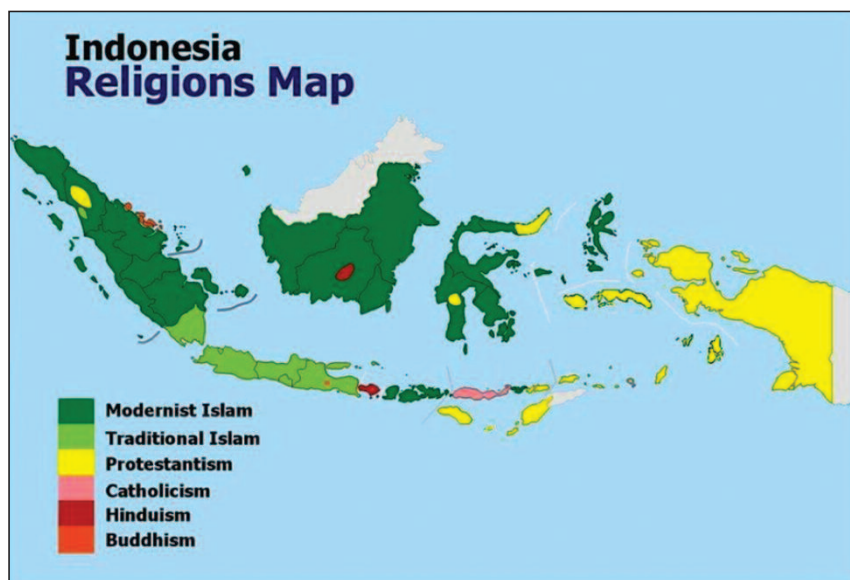 Indonesia
Religions Map
Modernist Islam
Traditional Islam
Protestantism
Catholicism
Hinduism
Buddhism